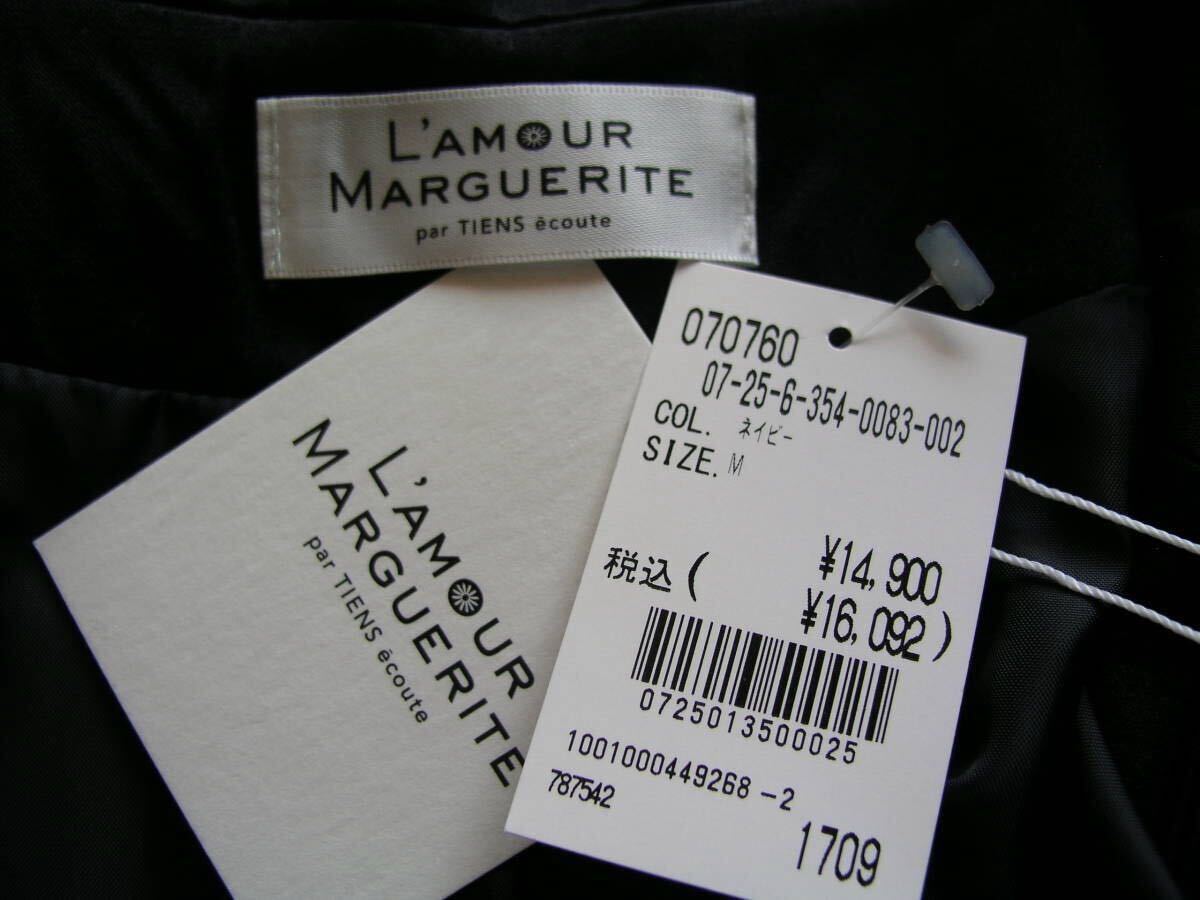 L'AMOUR
MARGUERITE
par TIENS écoute
L'AMOUR
MARGUERITE
par TIENS écoute
070760
07-25-6-354-0083-002
COL. ネイビー
SIZE. M
¥14,900
税込( ¥16,092)
0725013500025
1001000449268-2
787542
1709